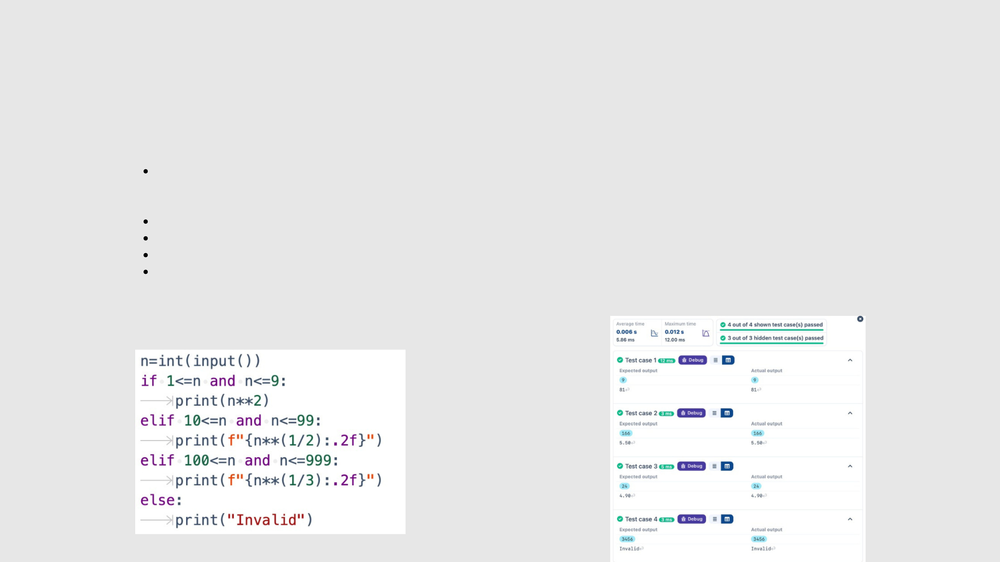 n=int(input())
if 1<=n and n<=9:
print(n**2)
elif 10<=n and n<=99:
print(f"{n**(1/2):.2f}")
elif 100<=n and n<=999:
print(f"{n**(1/3):.2f}")
else:
print("Invalid")
Average time
0.006 s
5.86 ms
Maximum time
0.012 s
12.00 ms
4 out of 4 shown test case(s) passed
3 out of 3 hidden test case(s) passed
Test case 1 12 ms Debug
Expected output Actual output
9 9
81 81
Test case 2 3 ms Debug
Expected output Actual output
166 166
5.50 5.50
Test case 3 5 ms Debug
Expected output Actual output
24 24
4.90 4.90
Test case 4 3 ms Debug
Expected output Actual output
3456 3456
Invalid Invalid